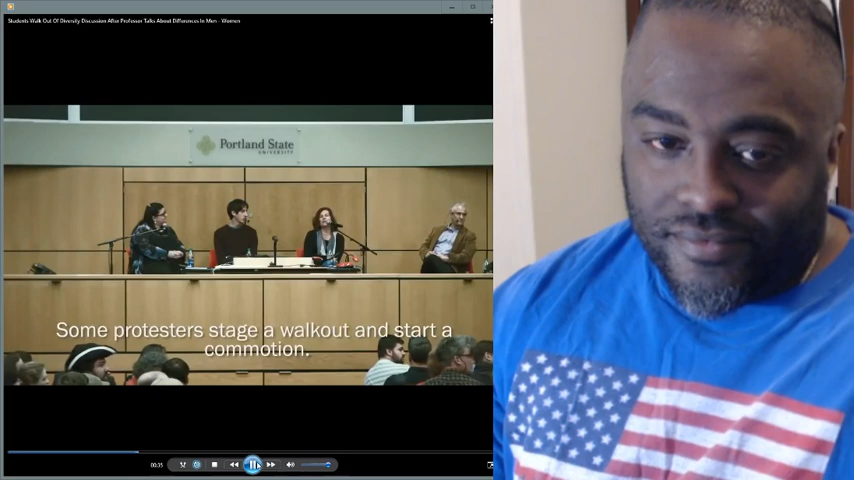 Students Walk Out Of Diversity Discussion After Professor Talks About Differences In Men - Women
Portland State
UNIVERSITY
Some protesters stage a walkout and start a
commotion.
00:35